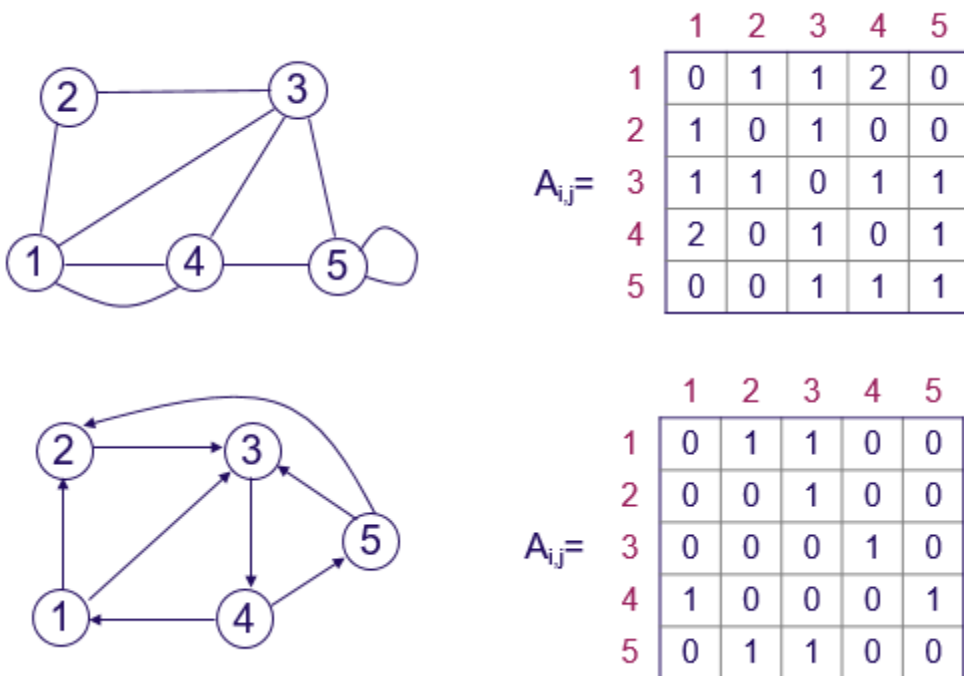 2 3
1 4 5
1 2 3 4 5
1 0 1 1 2 0
2 1 0 1 0 0
A_{i,j}= 3 1 1 0 1 1
4 2 0 1 0 1
5 0 0 1 1 1
2 3
5
1 4
1 2 3 4 5
1 0 1 1 0 0
2 0 0 1 0 0
A_{i,j}= 3 0 0 0 1 0
4 1 0 0 0 1
5 0 1 1 0 0